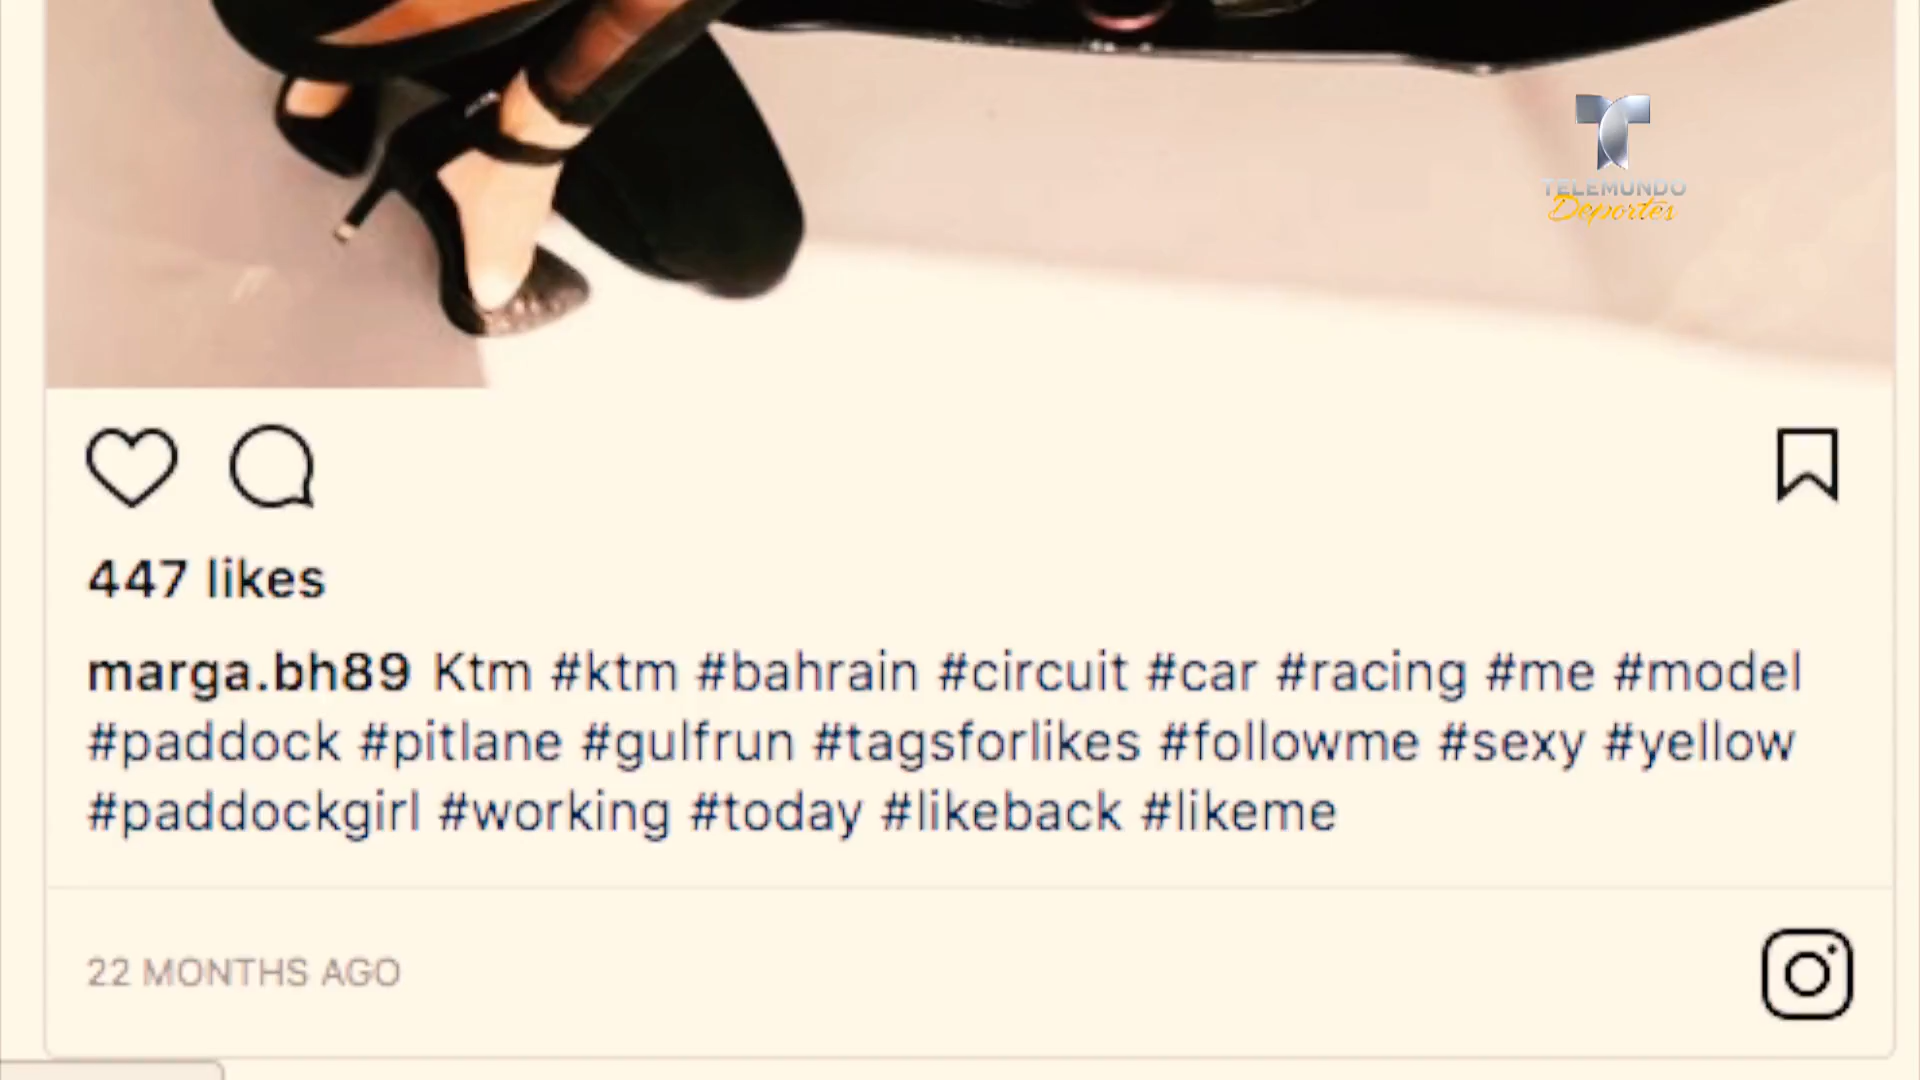 TELEMUNDO
Deportes
447 likes
marga.bh89 Ktm #ktm #bahrain #circuit #car #racing #me #model
#paddock #pitlane #gulfrun #tagsforlikes #followme #sexy #yellow
#paddockgirl #working #today #likeback #likeme
22 MONTHS AGO